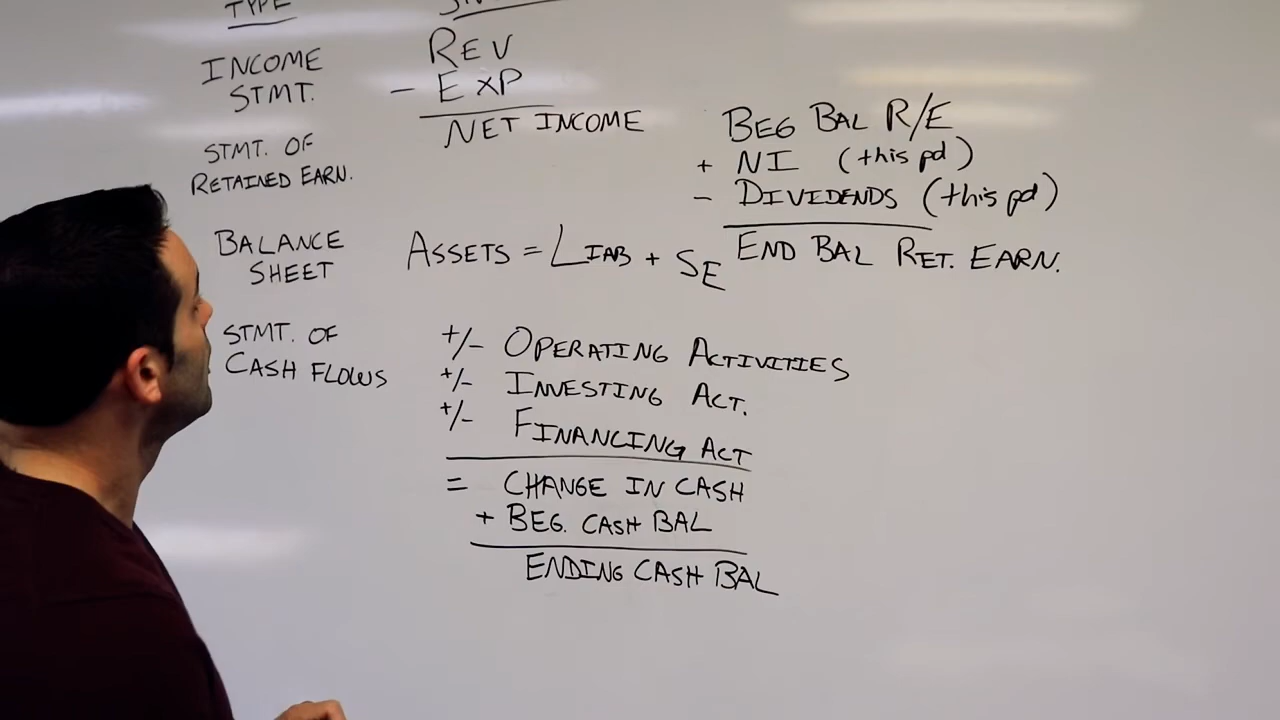 TYPE
INCOME
STMT.
REV
- EXP
NET INCOME
STMT. OF
RETAINED EARN.
BEG BAL R/E
+ NI (this pd)
- DIVIDENDS (this pd)
END BAL RET. EARN.
BALANCE
SHEET
ASSETS = LIAB + SE
STMT. OF
CASH FLOWS
+/- OPERATING ACTIVITIES
+/- INVESTING ACT.
+/- FINANCING ACT
= CHANGE IN CASH
+ BEG. CASH BAL
ENDING CASH BAL